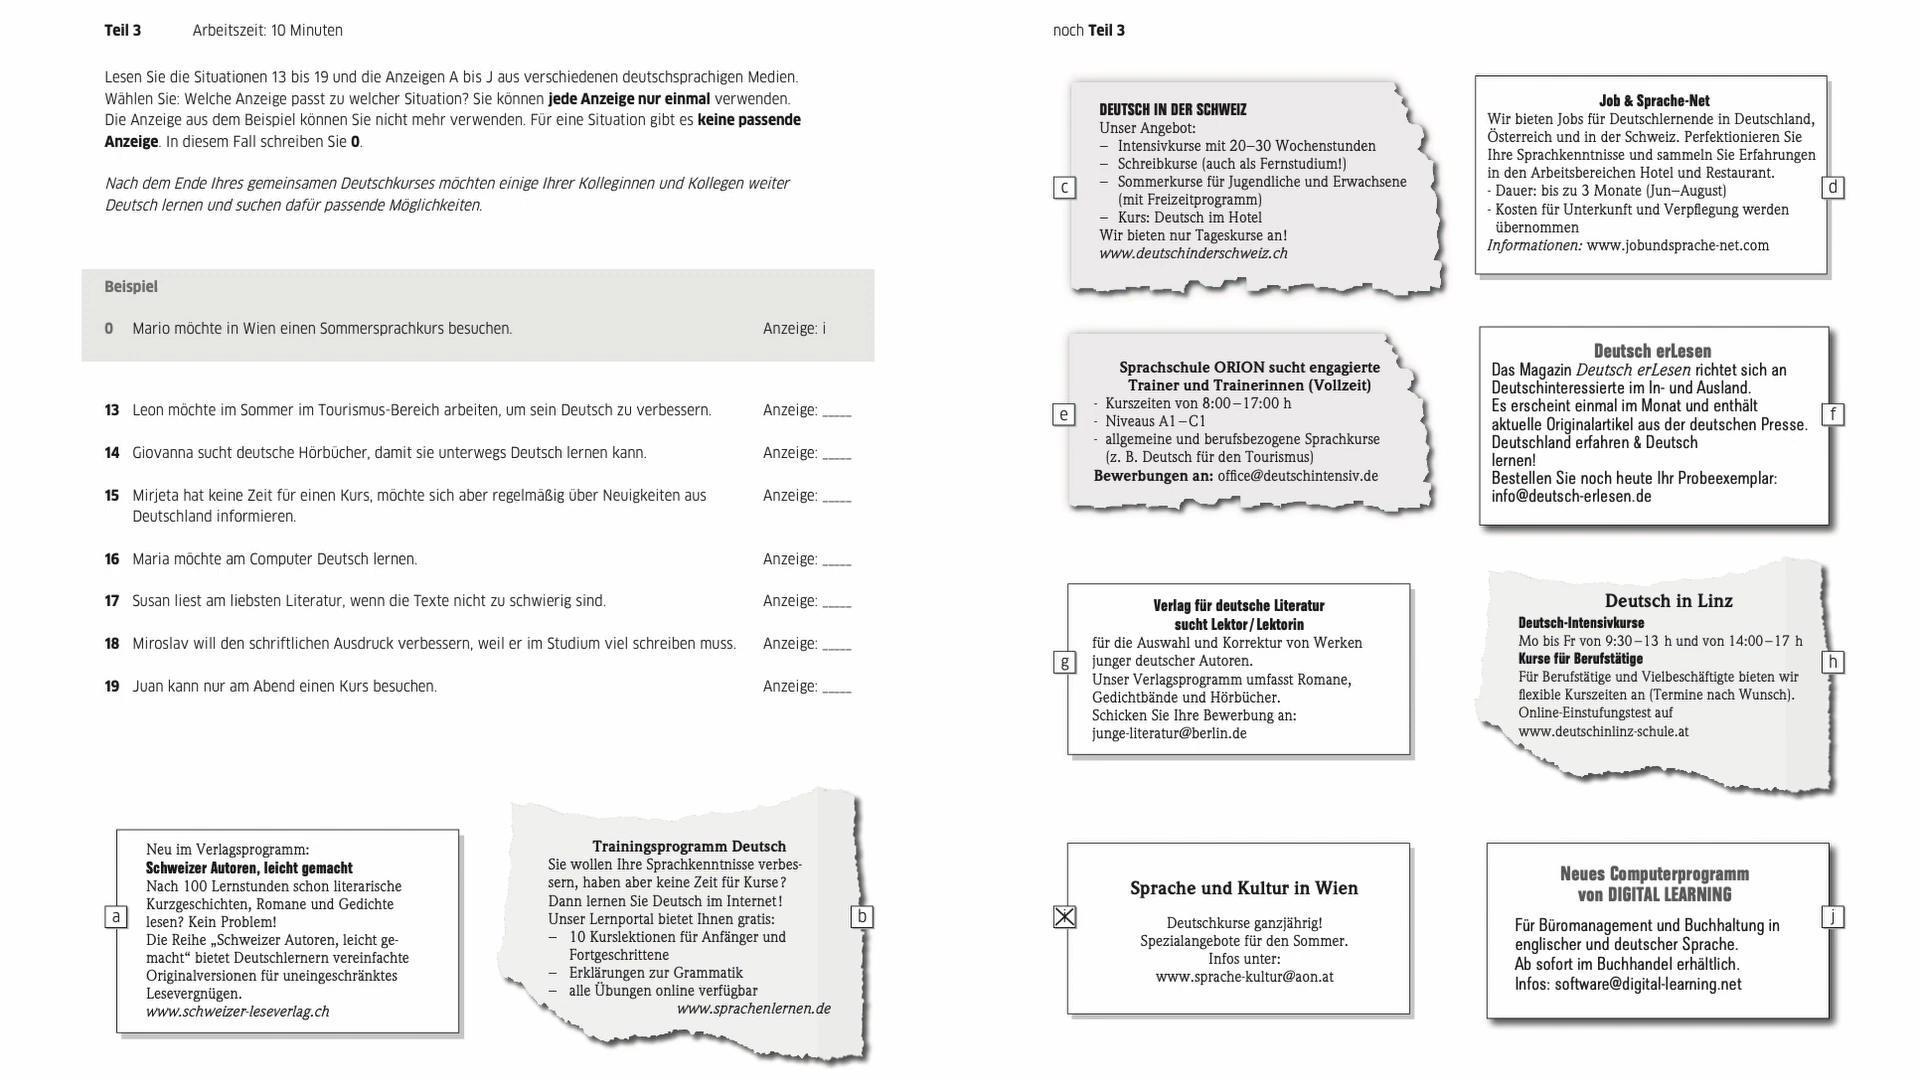 Teil 3 Arbeitszeit: 10 Minuten
Lesen Sie die Situationen 13 bis 19 und die Anzeigen A bis J aus verschiedenen deutschsprachigen Medien.
Wählen Sie: Welche Anzeige passt zu welcher Situation? Sie können jede Anzeige nur einmal verwenden.
Die Anzeige aus dem Beispiel können Sie nicht mehr verwenden. Für eine Situation gibt es keine passende
Anzeige. In diesem Fall schreiben Sie 0.
Nach dem Ende Ihres gemeinsamen Deutschkurses möchten einige Ihrer Kolleginnen und Kollegen weiter
Deutsch lernen und suchen dafür passende Möglichkeiten.
Beispiel
0 Mario möchte in Wien einen Sommersprachkurs besuchen. Anzeige: i
13 Leon möchte im Sommer im Tourismus-Bereich arbeiten, um sein Deutsch zu verbessern. Anzeige: _____
14 Giovanna sucht deutsche Hörbücher, damit sie unterwegs Deutsch lernen kann. Anzeige: _____
15 Mirjeta hat keine Zeit für einen Kurs, möchte sich aber regelmäßig über Neuigkeiten aus Anzeige: _____
Deutschland informieren.
16 Maria möchte am Computer Deutsch lernen. Anzeige: _____
17 Susan liest am liebsten Literatur, wenn die Texte nicht zu schwierig sind. Anzeige: _____
18 Miroslav will den schriftlichen Ausdruck verbessern, weil er im Studium viel schreiben muss. Anzeige: _____
19 Juan kann nur am Abend einen Kurs besuchen. Anzeige: _____
a
Neu im Verlagsprogramm:
Schweizer Autoren, leicht gemacht
Nach 100 Lernstunden schon literarische
Kurzgeschichten, Romane und Gedichte
lesen? Kein Problem!
Die Reihe „Schweizer Autoren, leicht ge-
macht“ bietet Deutschlernern vereinfachte
Originalversionen für uneingeschränktes
Lesevergnügen.
www.schweizer-leseverlag.ch
b
Trainingsprogramm Deutsch
Sie wollen Ihre Sprachkenntnisse verbes-
sern, haben aber keine Zeit für Kurse?
Dann lernen Sie Deutsch im Internet!
Unser Lernportal bietet Ihnen gratis:
– 10 Kurslektionen für Anfänger und
Fortgeschrittene
– Erklärungen zur Grammatik
– alle Übungen online verfügbar
www.sprachenlernen.de
noch Teil 3
c
DEUTSCH IN DER SCHWEIZ
Unser Angebot:
– Intensivkurse mit 20–30 Wochenstunden
– Schreibkurse (auch als Fernstudium!)
– Sommerkurse für Jugendliche und Erwachsene
(mit Freizeitprogramm)
– Kurs: Deutsch im Hotel
Wir bieten nur Tageskurse an!
www.deutschinderschweiz.ch
d
Job & Sprache-Net
Wir bieten Jobs für Deutschlernende in Deutschland,
Österreich und in der Schweiz. Perfektionieren Sie
Ihre Sprachkenntnisse und sammeln Sie Erfahrungen
in den Arbeitsbereichen Hotel und Restaurant.
- Dauer: bis zu 3 Monate (Jun–August)
- Kosten für Unterkunft und Verpflegung werden
übernommen
Informationen: www.jobundsprache-net.com
e
Sprachschule ORION sucht engagierte
Trainer und Trainerinnen (Vollzeit)
- Kurszeiten von 8:00–17:00 h
- Niveaus A1–C1
- allgemeine und berufsbezogene Sprachkurse
(z. B. Deutsch für den Tourismus)
Bewerbungen an: office@deutschintensiv.de
f
Deutsch erLesen
Das Magazin Deutsch erLesen richtet sich an
Deutschinteressierte im In- und Ausland.
Es erscheint einmal im Monat und enthält
aktuelle Originalartikel aus der deutschen Presse.
Deutschland erfahren & Deutsch
lernen!
Bestellen Sie noch heute Ihr Probeexemplar:
info@deutsch-erlesen.de
g
Verlag für deutsche Literatur
sucht Lektor/Lektorin
für die Auswahl und Korrektur von Werken
junger deutscher Autoren.
Unser Verlagsprogramm umfasst Romane,
Gedichtbände und Hörbücher.
Schicken Sie Ihre Bewerbung an:
junge-literatur@berlin.de
h
Deutsch in Linz
Deutsch-Intensivkurse
Mo bis Fr von 9:30–13 h und von 14:00–17 h
Kurse für Berufstätige
Für Berufstätige und Vielbeschäftigte bieten wir
flexible Kurszeiten an (Termine nach Wunsch).
Online-Einstufungstest auf
www.deutschinlinz-schule.at
i
Sprache und Kultur in Wien
Deutschkurse ganzjährig!
Spezialangebote für den Sommer.
Infos unter:
www.sprache-kultur@aon.at
j
Neues Computerprogramm
von DIGITAL LEARNING
Für Büromanagement und Buchhaltung in
englischer und deutscher Sprache.
Ab sofort im Buchhandel erhältlich.
Infos: software@digital-learning.net